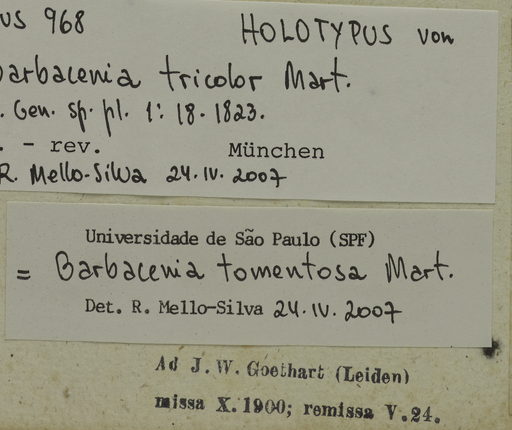 us 968 HOLOTYPUS von
Barbacenia tricolor Mart.
. Gen. sp. pl. 1: 18. 1823.
. - rev. München
R. Mello-Silva 24.IV.2007
Universidade de São Paulo (SPF)
= Barbacenia tomentosa Mart.
Det. R. Mello-Silva 24.IV.2007
Ad J. W. Goethart (Leiden)
missa X. 1900; remissa V.24.